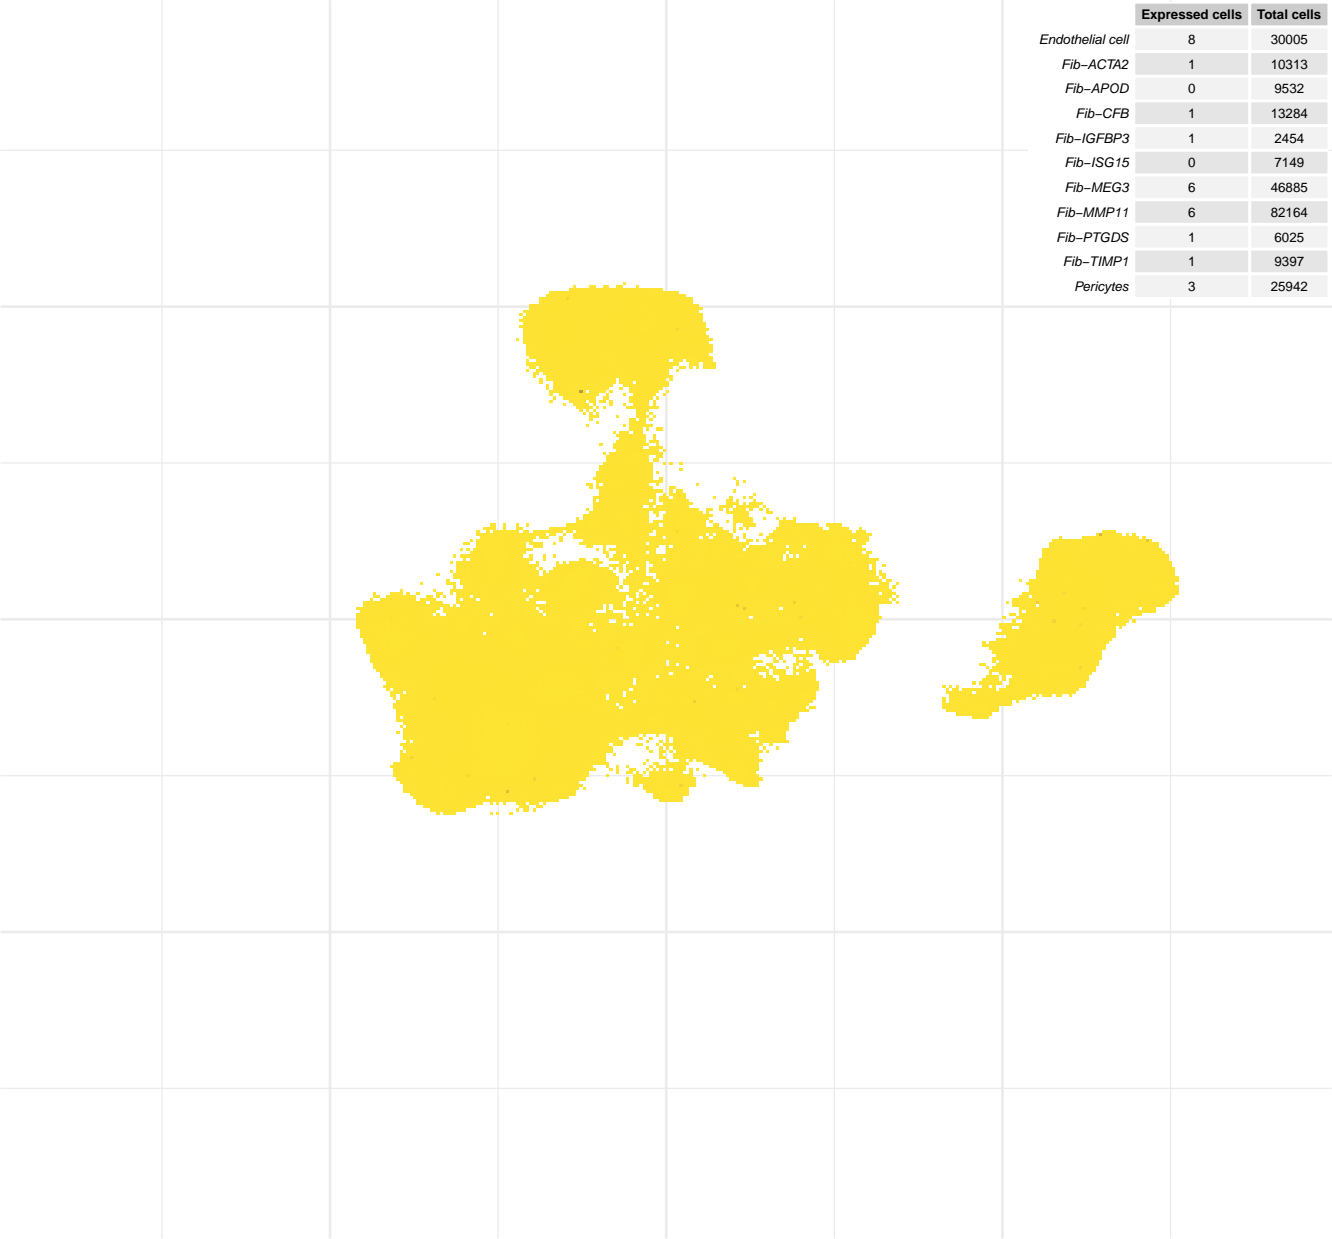 Expressed cells Total cells
Endothelial cell 8 30005
Fib−ACTA2 1 10313
Fib−APOD 0 9532
Fib−CFB 1 13284
Fib−IGFBP3 1 2454
Fib−ISG15 0 7149
Fib−MEG3 6 46885
Fib−MMP11 6 82164
Fib−PTGDS 1 6025
Fib−TIMP1 1 9397
Pericytes 3 25942